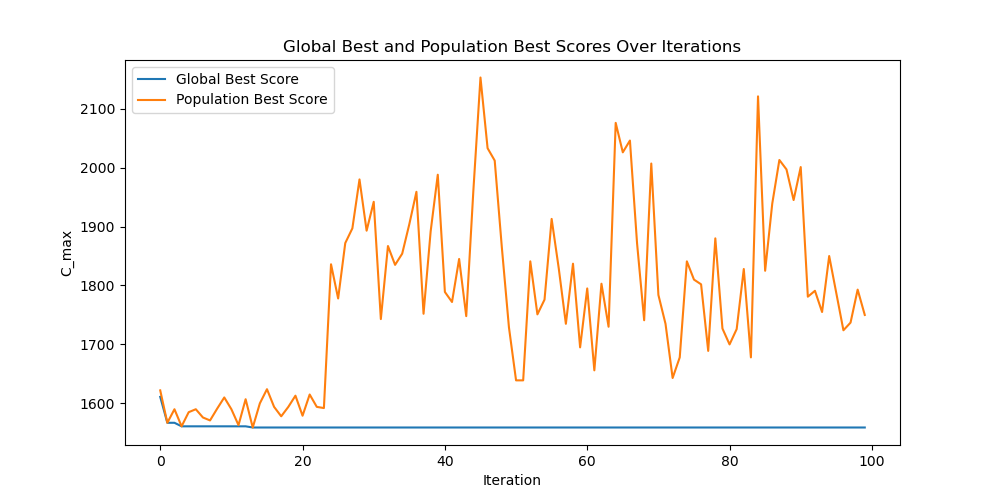 Global Best and Population Best Scores Over Iterations
Global Best Score
Population Best Score
2100
2000
1900
1800
1700
1600
C_max
0 20 40 60 80 100
Iteration